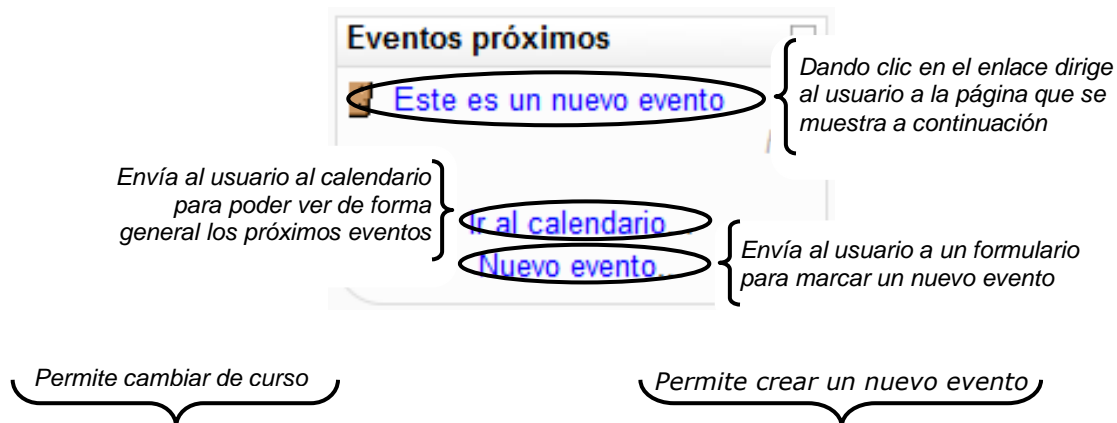 Eventos próximos
Este es un nuevo evento
Dando clic en el enlace dirige
al usuario a la página que se
muestra a continuación
Envía al usuario al calendario
para poder ver de forma
general los próximos eventos
Ir al calendario...
Nuevo evento...
Envía al usuario a un formulario
para marcar un nuevo evento
Permite cambiar de curso
Permite crear un nuevo evento